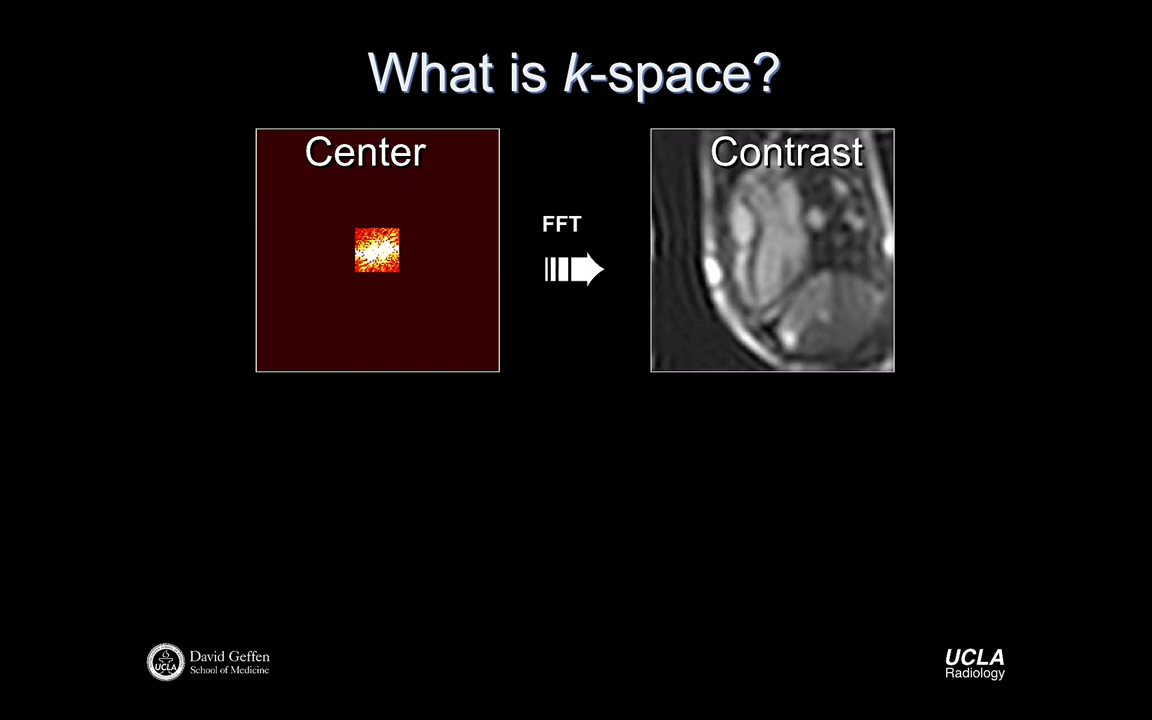 What is k-space?
Center
Contrast
FFT
David Geffen
School of Medicine
UCLA
UCLA
Radiology